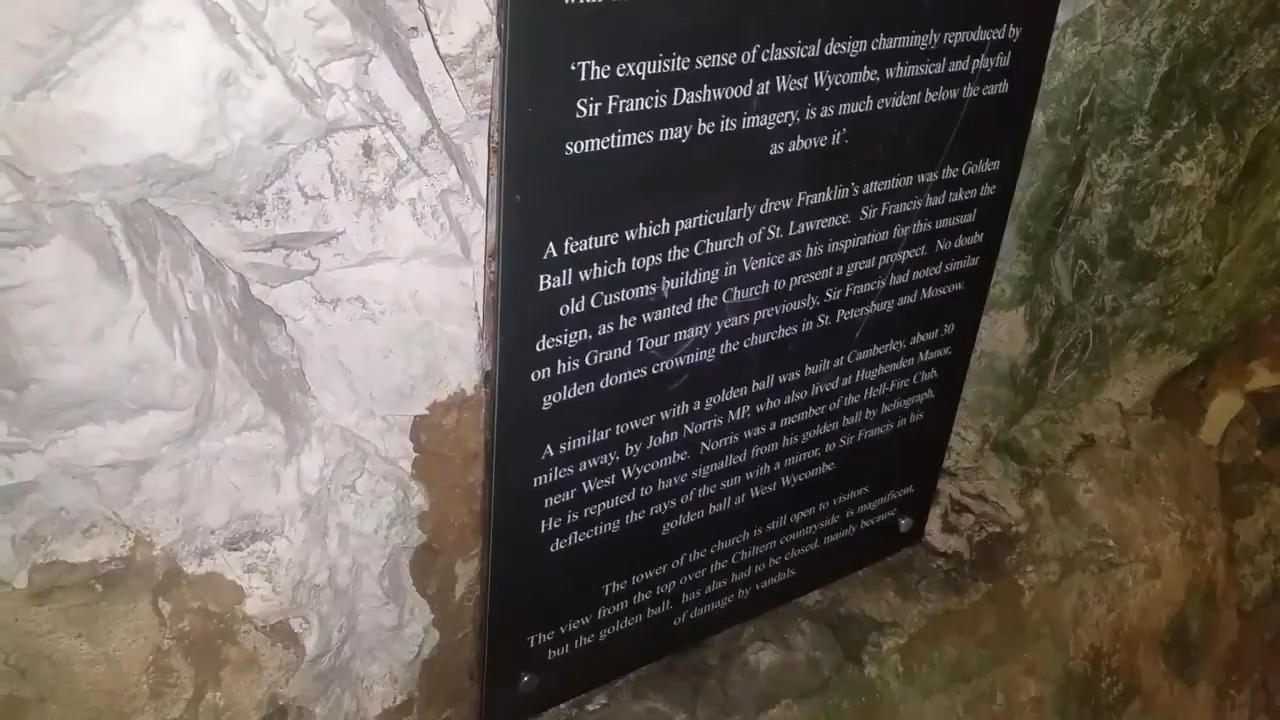 ‘The exquisite sense of classical design charmingly reproduced by
Sir Francis Dashwood at West Wycombe, whimsical and playful
sometimes may be its imagery, is as much evident below the earth
as above it’.
A feature which particularly drew Franklin’s attention was the Golden
Ball which tops the Church of St. Lawrence. Sir Francis had taken the
old Customs building in Venice as his inspiration for this unusual
design, as he wanted the Church to present a great prospect. No doubt
on his Grand Tour many years previously, Sir Francis had noted similar
golden domes crowning the churches in St. Petersburg and Moscow.
A similar tower with a golden ball was built at Camberley, about 30
miles away, by John Norris MP, who also lived at Hughenden Manor,
near West Wycombe. Norris was a member of the Hell-Fire Club.
He is reputed to have signalled from his golden ball by heliograph,
deflecting the rays of the sun with a mirror, to Sir Francis in his
golden ball at West Wycombe.
The tower of the church is still open to visitors.
The view from the top over the Chiltern countryside is magnificent,
but the golden ball, has alas had to be closed, mainly because
of damage by vandals.